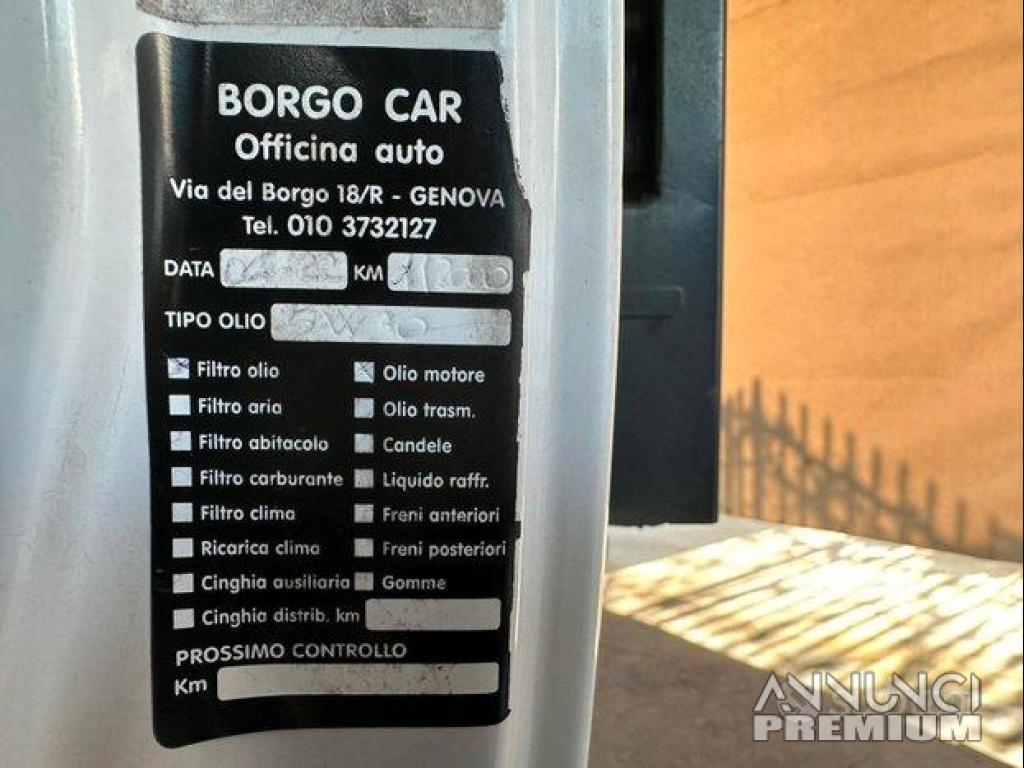 BORGO CAR
Officina auto
Via del Borgo 18/R - GENOVA
Tel. 010 3732127
DATA KM
TIPO OLIO
Filtro olio Olio motore
Filtro aria Olio trasm.
Filtro abitacolo Candele
Filtro carburante Liquido raffr.
Filtro clima Freni anteriori
Ricarica clima Freni posteriori
Cinghia ausiliaria Gomme
Cinghia distrib. km
PROSSIMO CONTROLLO
Km
ANNUNCI
PREMIUM